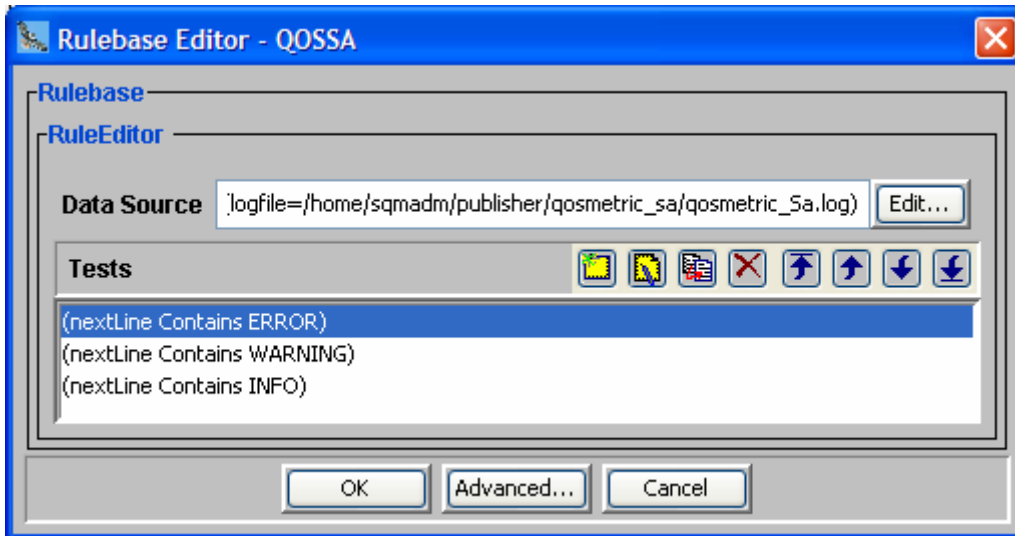 Rulebase Editor - QOSSA
Rulebase
RuleEditor
Data Source logfile=/home/sqmadm/publisher/qosmetric_sa/qosmetric_Sa.log) Edit...
Tests
(nextLine Contains ERROR)
(nextLine Contains WARNING)
(nextLine Contains INFO)
OK Advanced... Cancel